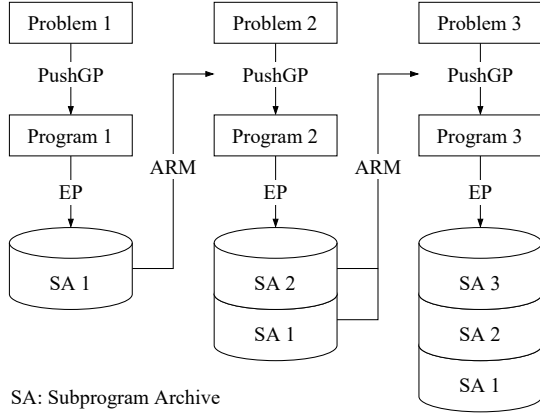 Problem 1
Problem 2
Problem 3
PushGP
PushGP
PushGP
Program 1
Program 2
Program 3
ARM
ARM
EP
EP
EP
SA 1
SA 2
SA 3
SA 1
SA 2
SA 1
SA: Subprogram Archive